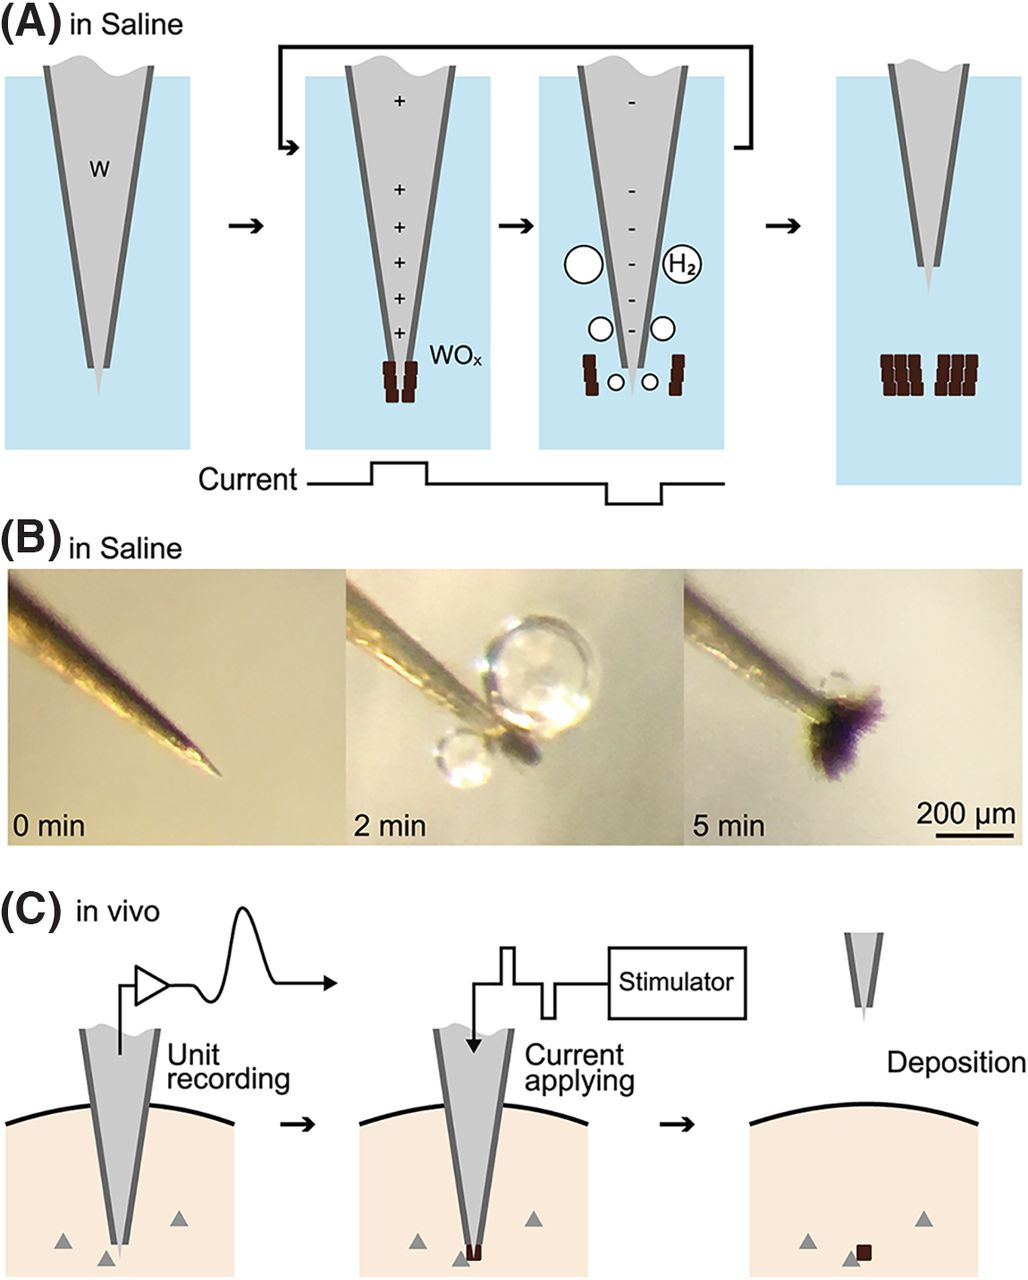 (A) in Saline
W
+
+
+
+
+
+
WOₓ
-
-
-
-
-
-
H₂
Current
(B) in Saline
0 min
2 min
5 min
200 μm
(C) in vivo
Unit
recording
Stimulator
Current
applying
Deposition